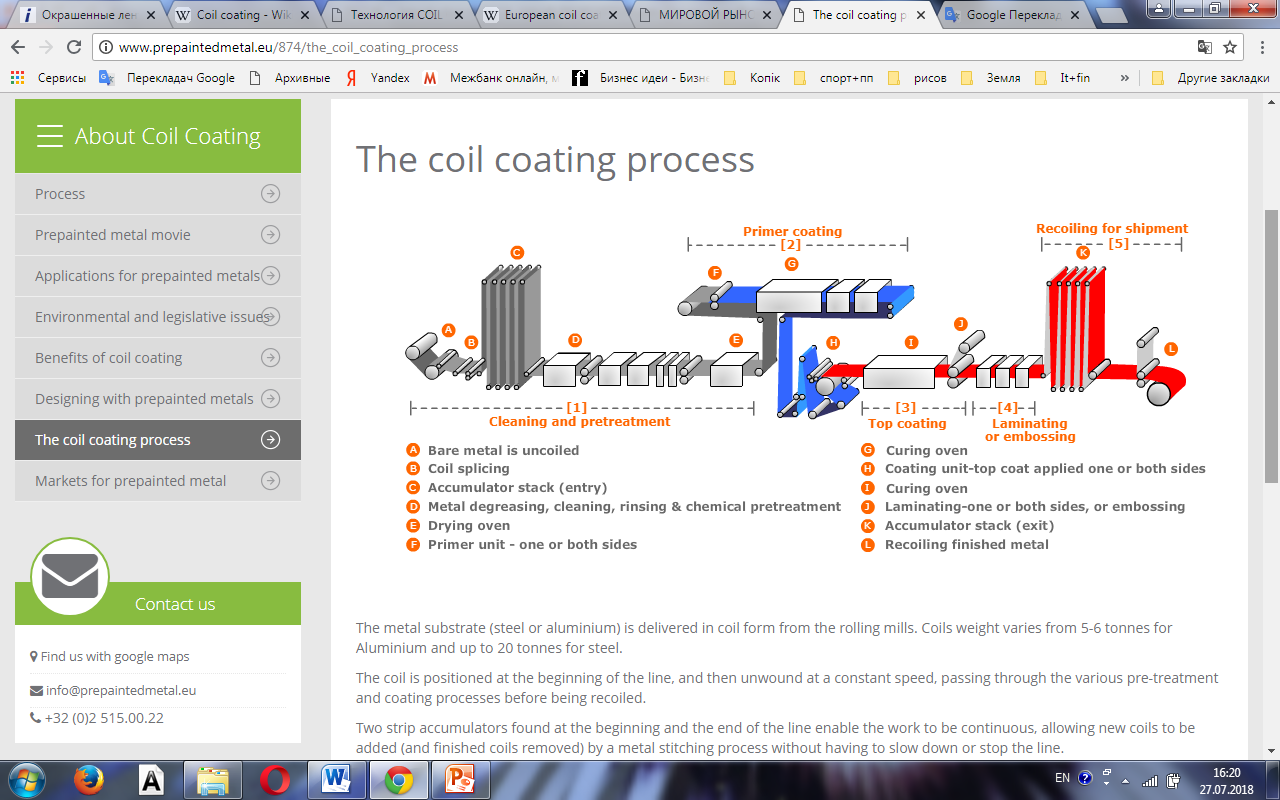 Окрашенные лен
Coil coating - Wik
Технология COIL
European coil coa
МИРОВОЙ РЫНО
The coil coating p
Google Переклад
www.prepaintedmetal.eu/874/the_coil_coating_process
Сервисы
Перекладач Google
Архивные
Yandex
Межбанк онлайн, м
Бизнес идеи - Бизне
Копік
спорт+пп
рисов
Земля
It+fin
»
Другие закладки
About Coil Coating
Process
Prepainted metal movie
Applications for prepainted metals
Environmental and legislative issues
Benefits of coil coating
Designing with prepainted metals
The coil coating process
Markets for prepainted metal
Contact us
Find us with google maps
info@prepaintedmetal.eu
+32 (0)2 515.00.22
The coil coating process
Primer coating
[2]
Recoiling for shipment
[5]
A
B
C
D
E
F
G
H
I
J
K
L
[1]
Cleaning and pretreatment
[3]
Top coating
[4]
Laminating
or embossing
A Bare metal is uncoiled
B Coil splicing
C Accumulator stack (entry)
D Metal degreasing, cleaning, rinsing & chemical pretreatment
E Drying oven
F Primer unit - one or both sides
G Curing oven
H Coating unit-top coat applied one or both sides
I Curing oven
J Laminating-one or both sides, or embossing
K Accumulator stack (exit)
L Recoiling finished metal
The metal substrate (steel or aluminium) is delivered in coil form from the rolling mills. Coils weight varies from 5-6 tonnes for
Aluminium and up to 20 tonnes for steel.
The coil is positioned at the beginning of the line, and then unwound at a constant speed, passing through the various pre-treatment
and coating processes before being recoiled.
Two strip accumulators found at the beginning and the end of the line enable the work to be continuous, allowing new coils to be
added (and finished coils removed) by a metal stitching process without having to slow down or stop the line.
EN
16:20
27.07.2018